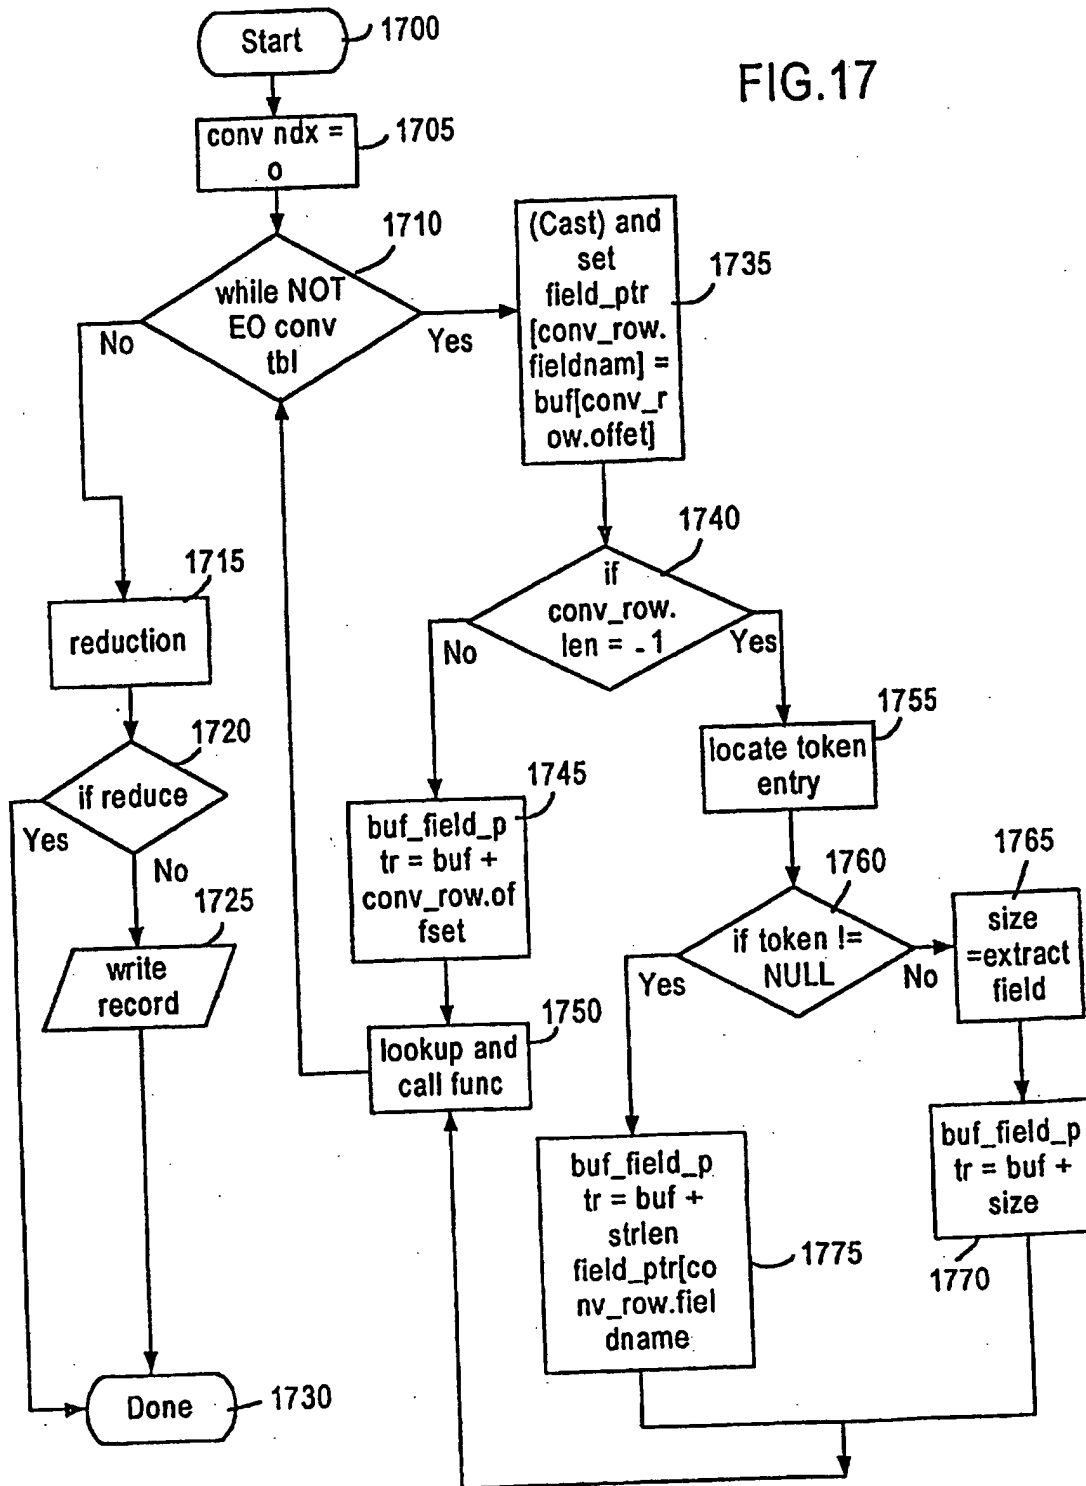 Start
1700
FIG.17
conv ndx =
o
1705
while NOT
EO conv
tbl
1710
No
Yes
(Cast) and
set
field_ptr
[conv_row.
fieldnam] =
buf[conv_r
ow.offet]
1735
if
conv_row.
len = -1
1740
No
Yes
reduction
1715
if reduce
1720
Yes
No
write
record
1725
Done
1730
buf_field_p
tr = buf +
conv_row.of
fset
1745
lookup and
call func
1750
locate token
entry
1755
if token !=
NULL
1760
Yes
No
size
=extract
field
1765
buf_field_p
tr = buf +
size
1770
buf_field_p
tr = buf +
strlen
field_ptr[co
nv_row.fiel
dname
1775